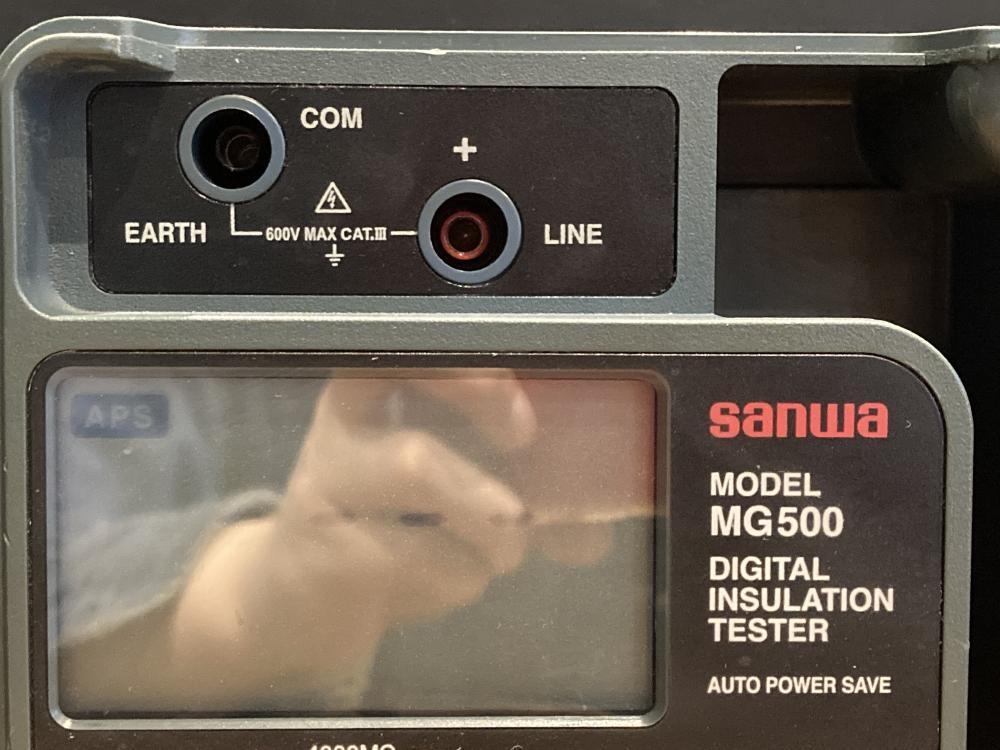 COM
+
EARTH
600V MAX CAT.III
LINE
APS
sanwa
MODEL
MG500
DIGITAL
INSULATION
TESTER
AUTO POWER SAVE